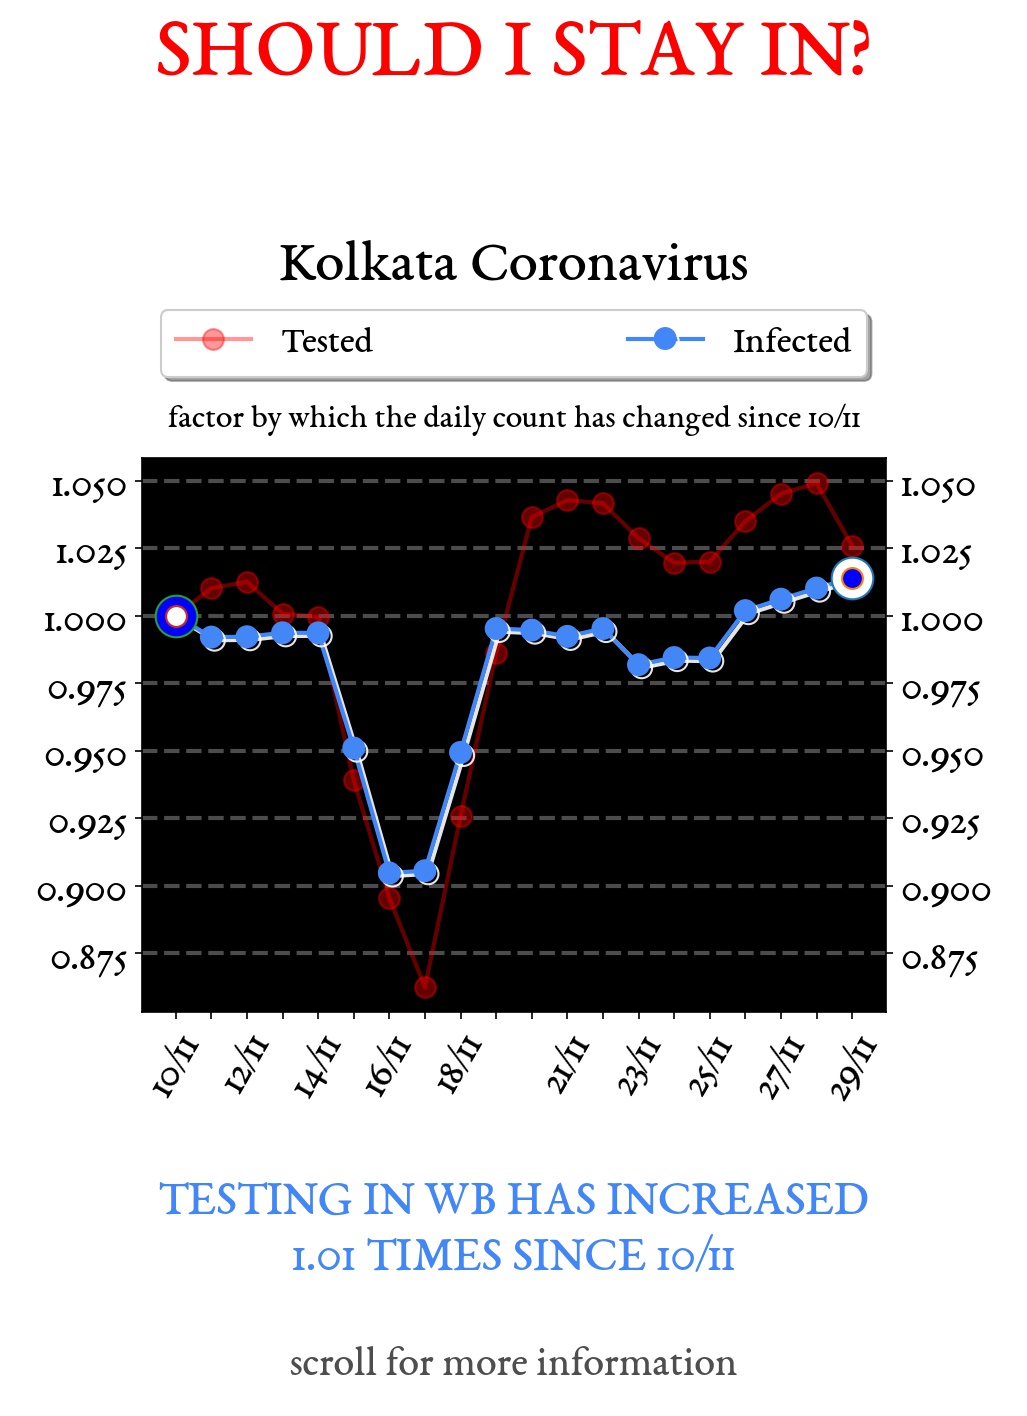 SHOULD I STAY IN?
Kolkata Coronavirus
Tested Infected
factor by which the daily count has changed since 10/11
1.050 1.050
1.025 1.025
1.000 1.000
0.975 0.975
0.950 0.950
0.925 0.925
0.900 0.900
0.875 0.875
10/11 12/11 14/11 16/11 18/11 21/11 23/11 25/11 27/11 29/11
TESTING IN WB HAS INCREASED
1.01 TIMES SINCE 10/11
scroll for more information